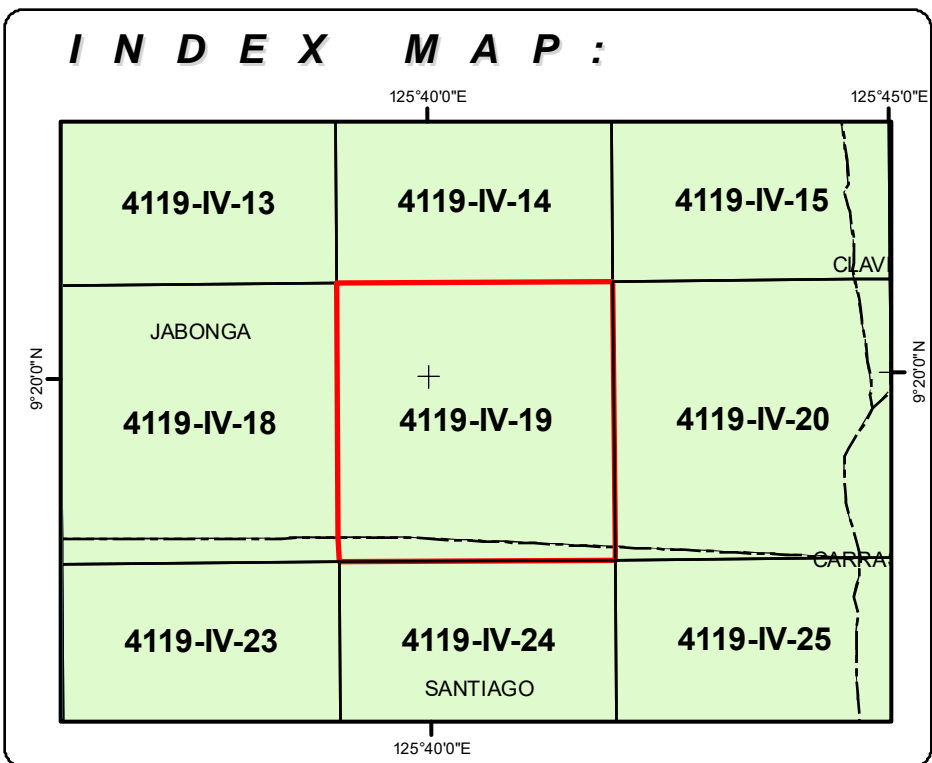 INDEX MAP:
125°40'0"E 125°45'0"E
4119-IV-13 4119-IV-14 4119-IV-15
CLAVI
JABONGA
9°20'0"N 9°20'0"N
4119-IV-18 4119-IV-19 4119-IV-20
CARRA
4119-IV-23 4119-IV-24 4119-IV-25
SANTIAGO
125°40'0"E